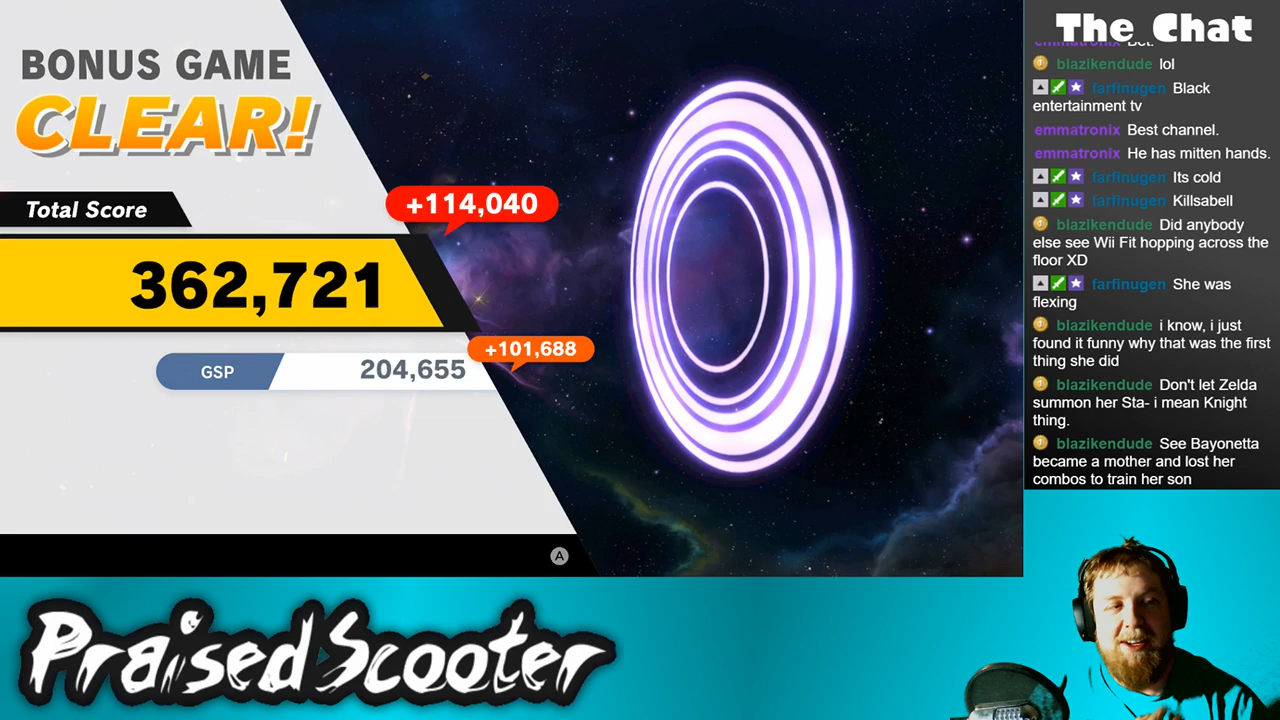 BONUS GAME
CLEAR!
Total Score
+114,040
362,721
+101,688
GSP 204,655
A
The Chat
emmatronix Bet.
blazikendude lol
farfinugen Black
entertainment tv
emmatronix Best channel.
emmatronix He has mitten hands.
farfinugen Its cold
farfinugen Killsabell
blazikendude Did anybody
else see Wii Fit hopping across the
floor XD
farfinugen She was
flexing
blazikendude i know, i just
found it funny why that was the first
thing she did
blazikendude Don't let Zelda
summon her Sta- i mean Knight
thing.
blazikendude See Bayonetta
became a mother and lost her
combos to train her son
PraisedScooter